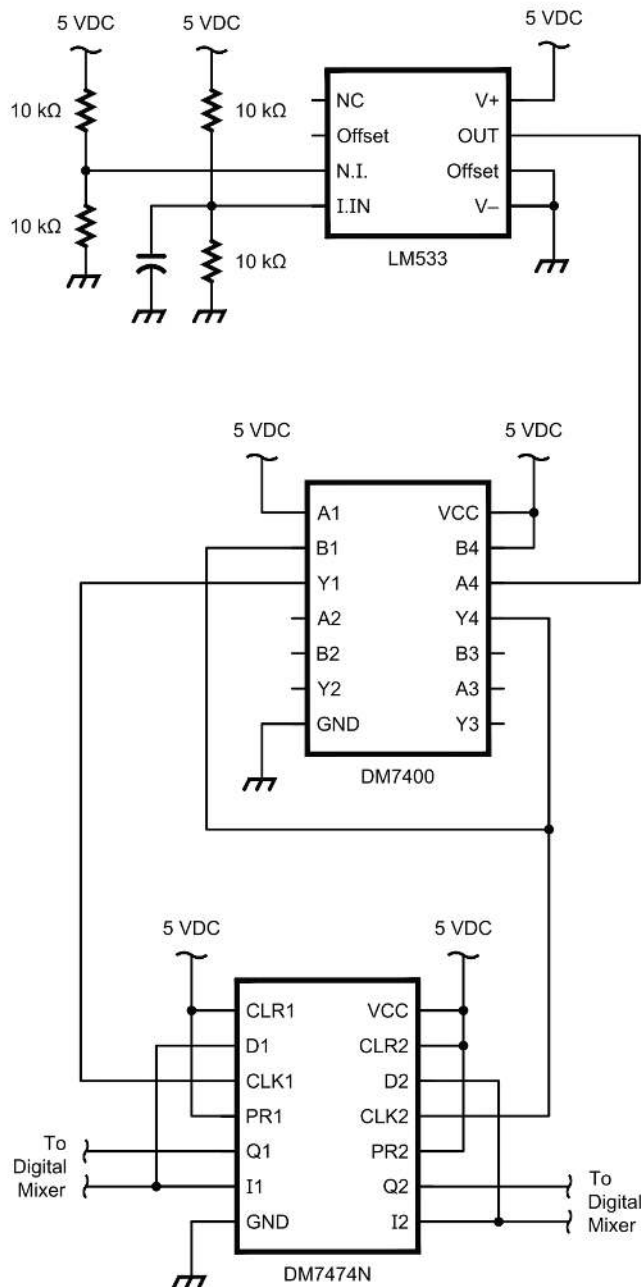 5 VDC 5 VDC 5 VDC
10 kΩ 10 kΩ
NC V+
Offset OUT
N.I. Offset
I.IN V–
10 kΩ 10 kΩ
LM533
5 VDC 5 VDC
A1 VCC
B1 B4
Y1 A4
A2 Y4
B2 B3
Y2 A3
GND Y3
DM7400
5 VDC 5 VDC
CLR1 VCC
D1 CLR2
CLK1 D2
PR1 CLK2
Q1 PR2
I1 Q2
GND I2
To
Digital
Mixer
To
Digital
Mixer
DM7474N